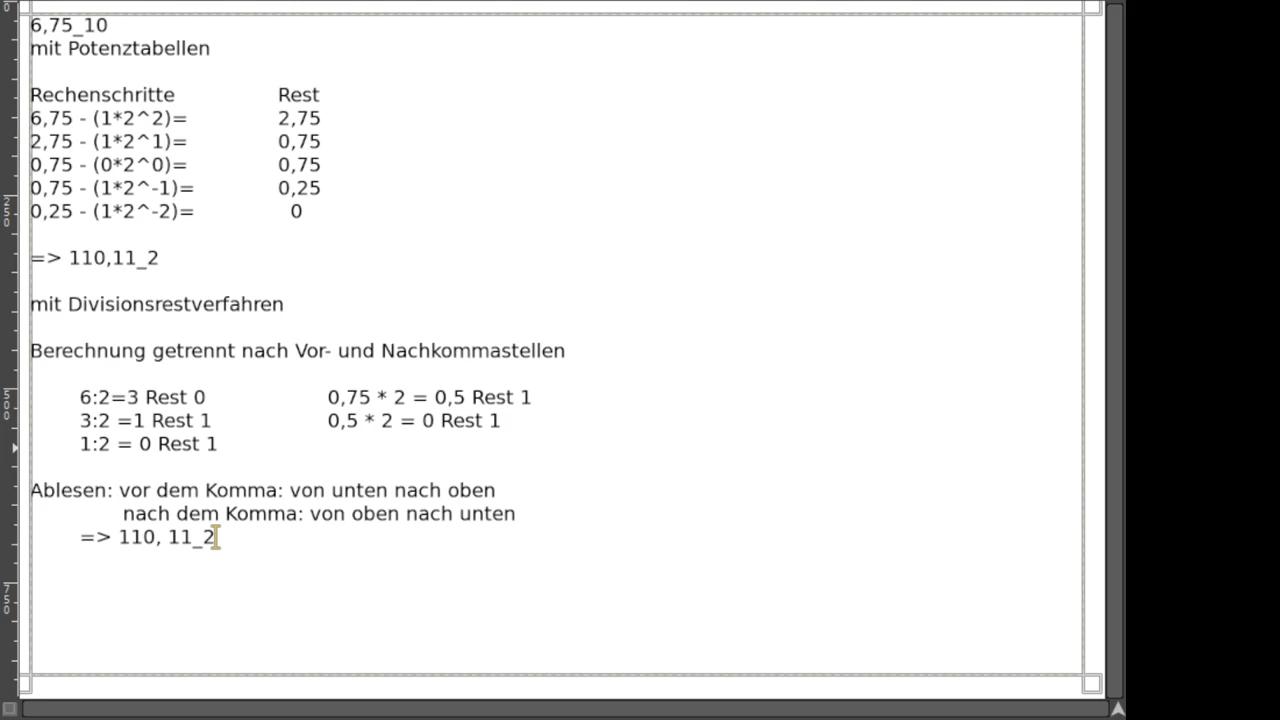 6,75_10
mit Potenztabellen
Rechenschritte Rest
6,75 - (1*2^2)= 2,75
2,75 - (1*2^1)= 0,75
0,75 - (0*2^0)= 0,75
0,75 - (1*2^-1)= 0,25
0,25 - (1*2^-2)= 0
=> 110,11_2
mit Divisionsrestverfahren
Berechnung getrennt nach Vor- und Nachkommastellen
6:2=3 Rest 0 0,75 * 2 = 0,5 Rest 1
3:2 =1 Rest 1 0,5 * 2 = 0 Rest 1
1:2 = 0 Rest 1
Ablesen: vor dem Komma: von unten nach oben
nach dem Komma: von oben nach unten
=> 110, 11_2
0
250
500
750